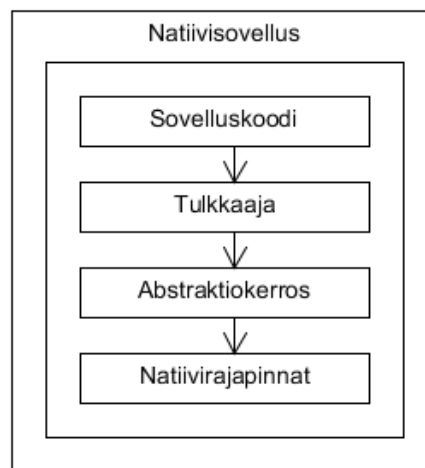 Natiivisovellus
Sovelluskoodi
Tulkkaaja
Abstraktiokerros
Natiivirajapinnat